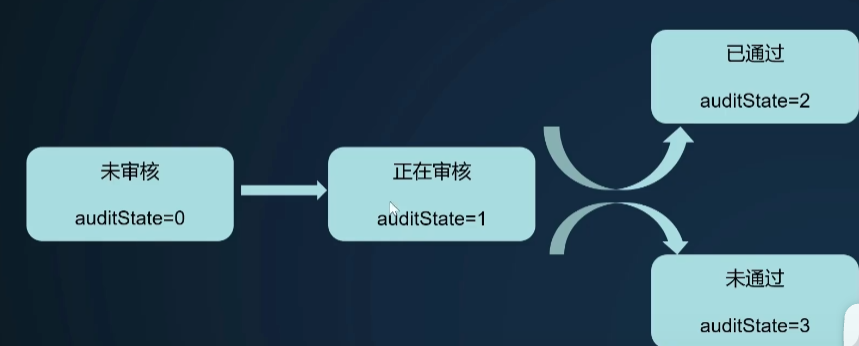 已通过
auditState=2
未审核
auditState=0
正在审核
auditState=1
未通过
auditState=3